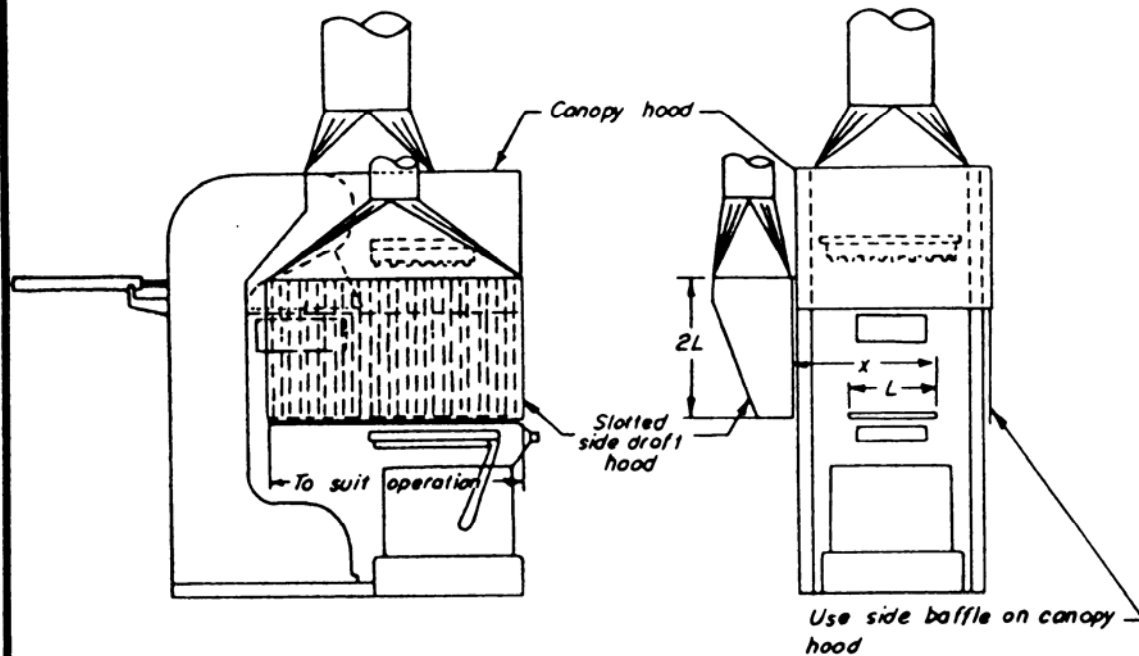 Canopy hood
2L
x
L
Slotted
side draft
hood
To suit operation
Use side baffle on canopy
hood